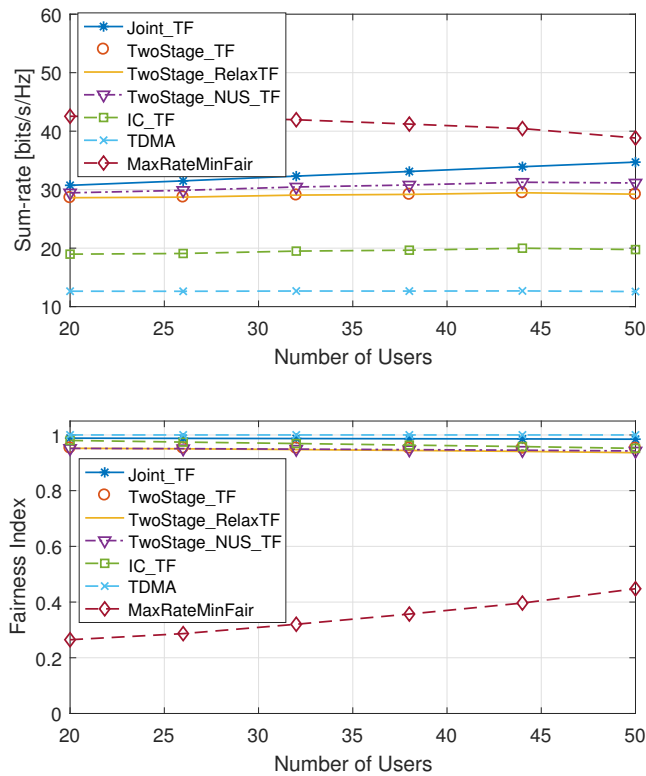 60
50
40
30
20
10
Sum-rate [bits/s/Hz]
Joint_TF
TwoStage_TF
TwoStage_RelaxTF
TwoStage_NUS_TF
IC_TF
TDMA
MaxRateMinFair
20 25 30 35 40 45 50
Number of Users
1
0.8
0.6
0.4
0.2
0
Fairness Index
Joint_TF
TwoStage_TF
TwoStage_RelaxTF
TwoStage_NUS_TF
IC_TF
TDMA
MaxRateMinFair
20 25 30 35 40 45 50
Number of Users